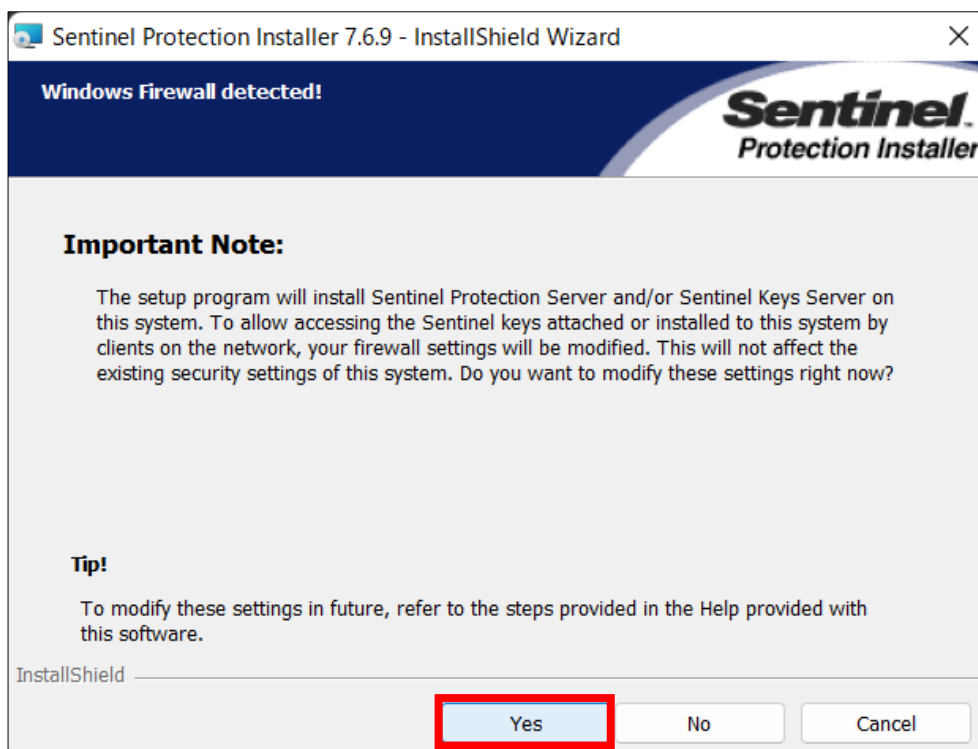 Sentinel Protection Installer 7.6.9 - InstallShield Wizard
Windows Firewall detected!
Sentinel.
Protection Installer
Important Note:
The setup program will install Sentinel Protection Server and/or Sentinel Keys Server on
this system. To allow accessing the Sentinel keys attached or installed to this system by
clients on the network, your firewall settings will be modified. This will not affect the
existing security settings of this system. Do you want to modify these settings right now?
Tip!
To modify these settings in future, refer to the steps provided in the Help provided with
this software.
InstallShield
Yes
No
Cancel